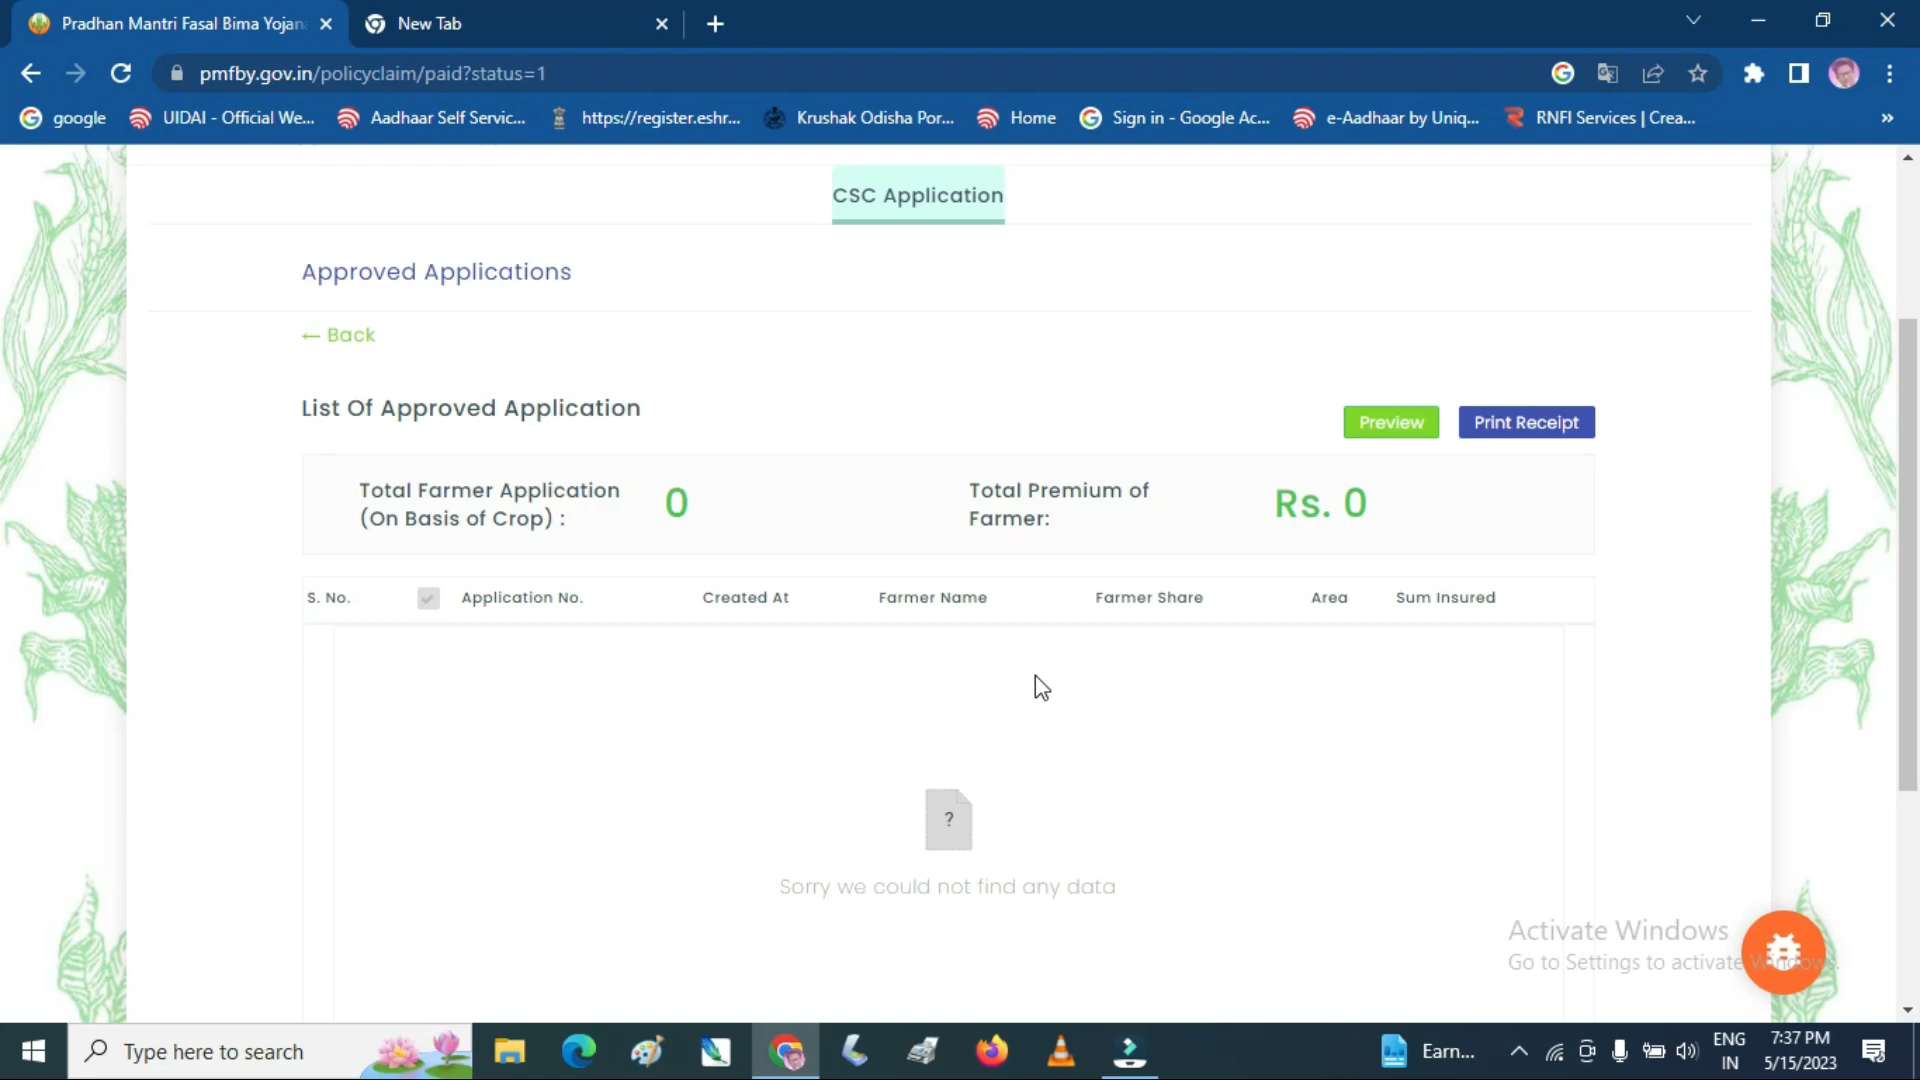 Pradhan Mantri Fasal Bima Yojan
New Tab
pmfby.gov.in/policyclaim/paid?status=1
google
UIDAI - Official We...
Aadhaar Self Servic...
https://register.eshr...
Krushak Odisha Por...
Home
Sign in - Google Ac...
e-Aadhaar by Uniq...
RNFI Services | Crea...
CSC Application
Approved Applications
← Back
List Of Approved Application
Preview
Print Receipt
Total Farmer Application
(On Basis of Crop) :
0
Total Premium of
Farmer:
Rs. 0
S. No.
Application No.
Created At
Farmer Name
Farmer Share
Area
Sum Insured
?
Sorry we could not find any data
Activate Windows
Go to Settings to activate Windows.
Type here to search
Earn...
ENG
IN
7:37 PM
5/15/2023